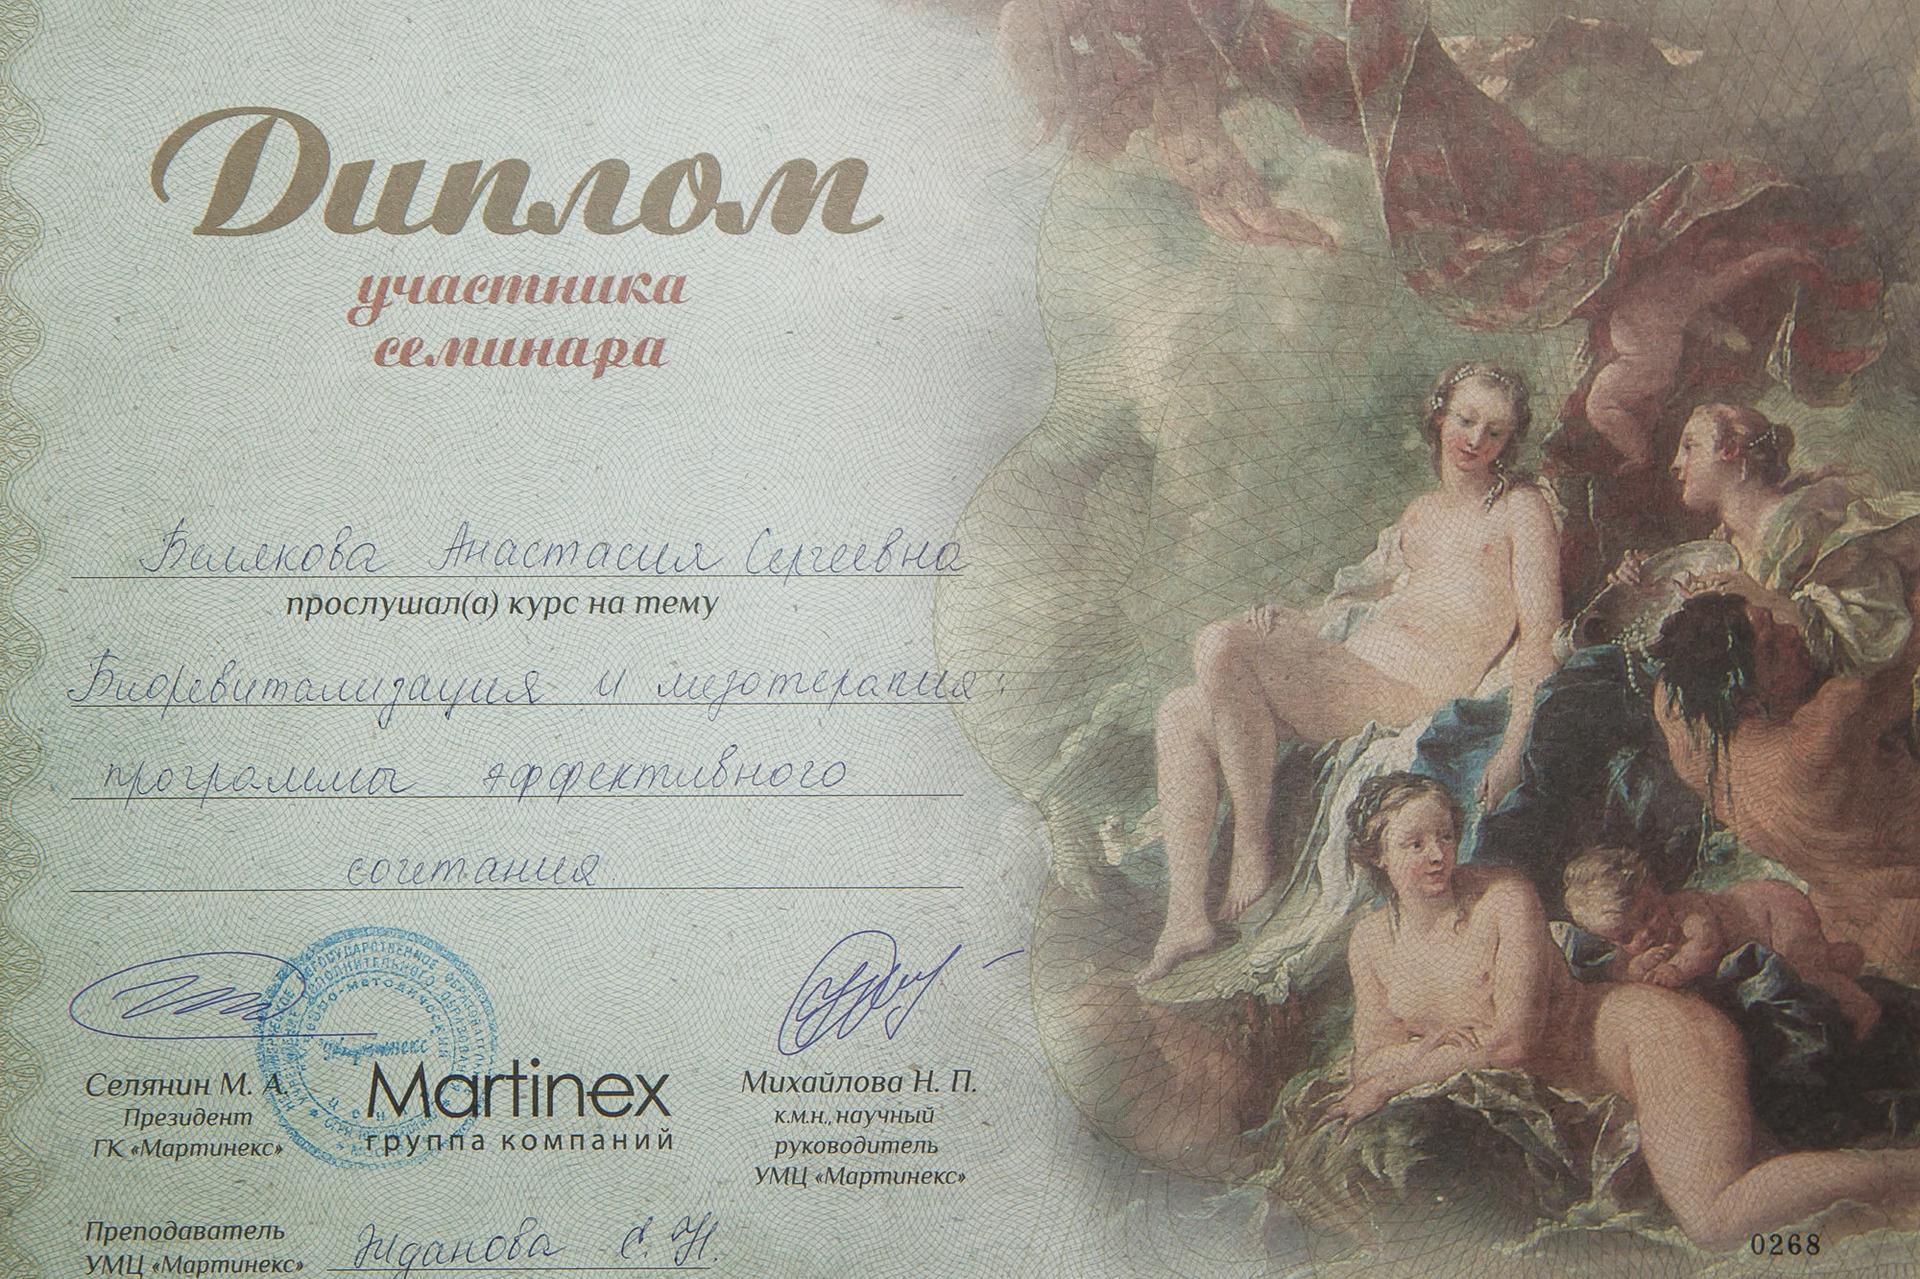 Диплом
участника
семинара
Белякова Анастасия Сергеевна
прослушал(а) курс на тему
Биоревитализация и мезотерапия:
программы эффективного
сочетания
Селянин М. А.
Президент
ГК «Мартинекс»
Martinex
группа компаний
Михайлова Н. П.
к.м.н., научный
руководитель
УМЦ «Мартинекс»
Преподаватель
УМЦ «Мартинекс»
Жданова Е. Н.
0268